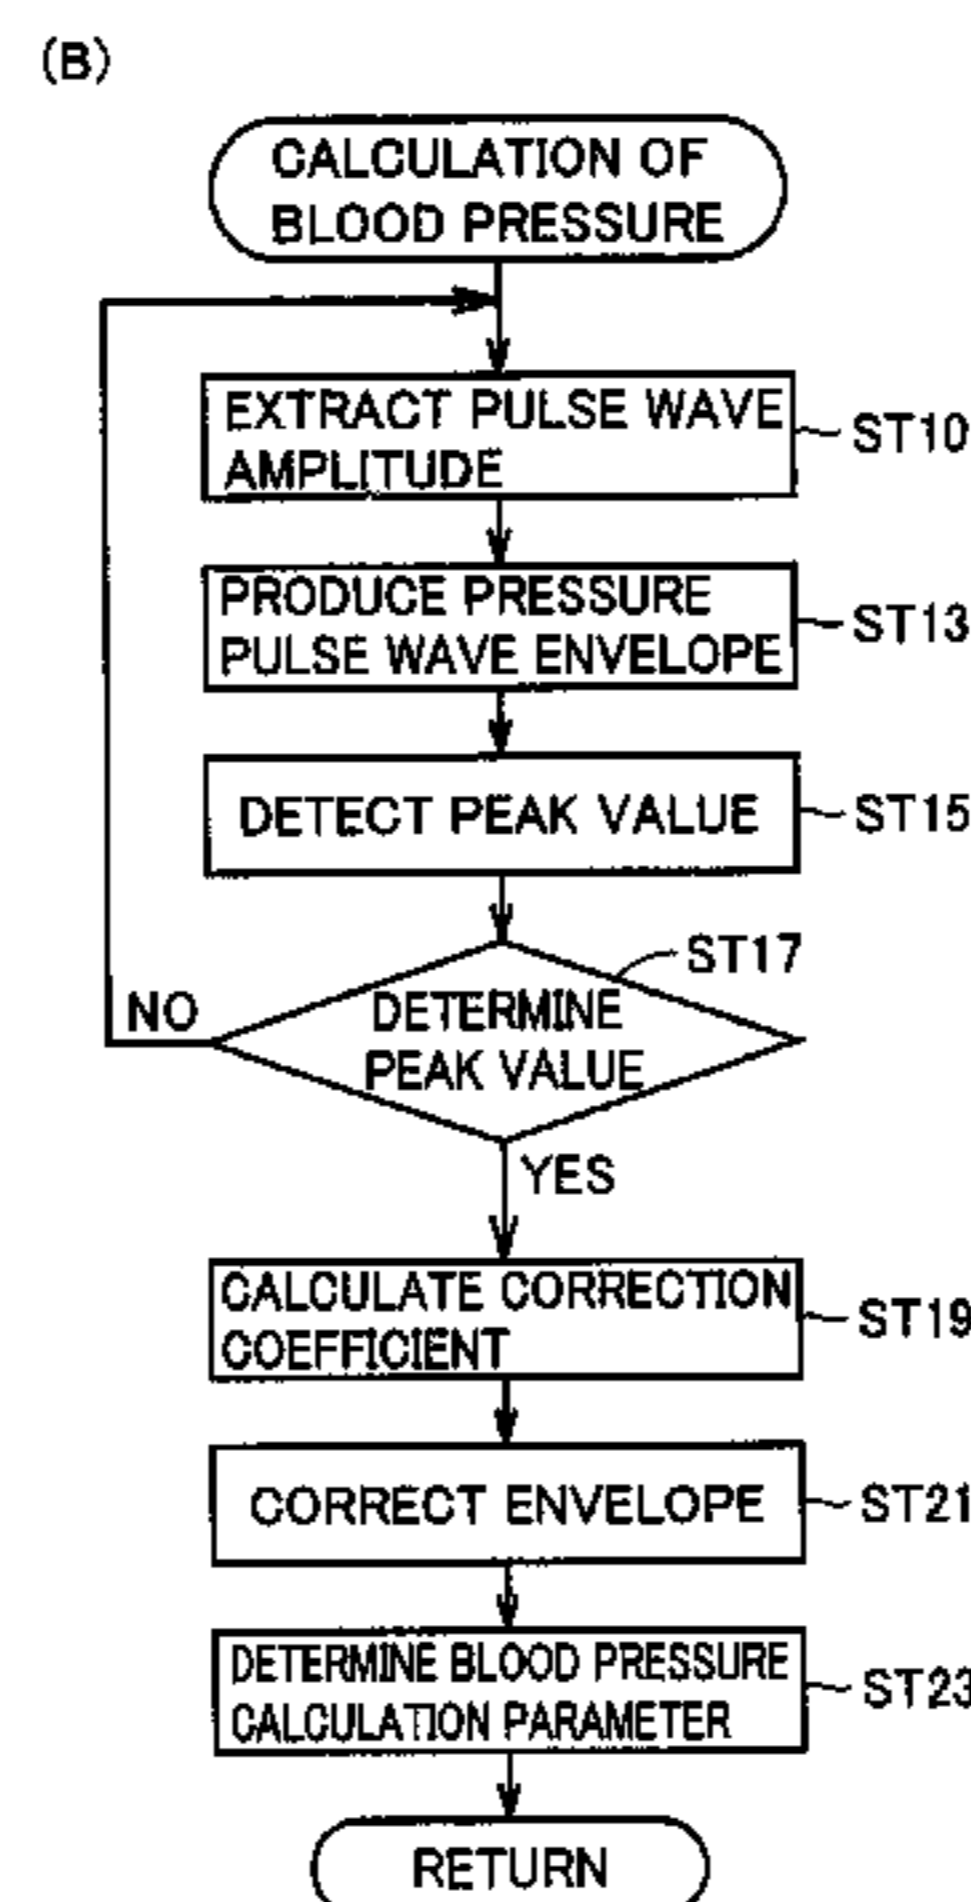 (B)
CALCULATION OF
BLOOD PRESSURE
EXTRACT PULSE WAVE
AMPLITUDE
ST10
PRODUCE PRESSURE
PULSE WAVE ENVELOPE
ST13
DETECT PEAK VALUE
ST15
ST17
DETERMINE
PEAK VALUE
NO
YES
CALCULATE CORRECTION
COEFFICIENT
ST19
CORRECT ENVELOPE
ST21
DETERMINE BLOOD PRESSURE
CALCULATION PARAMETER
ST23
RETURN